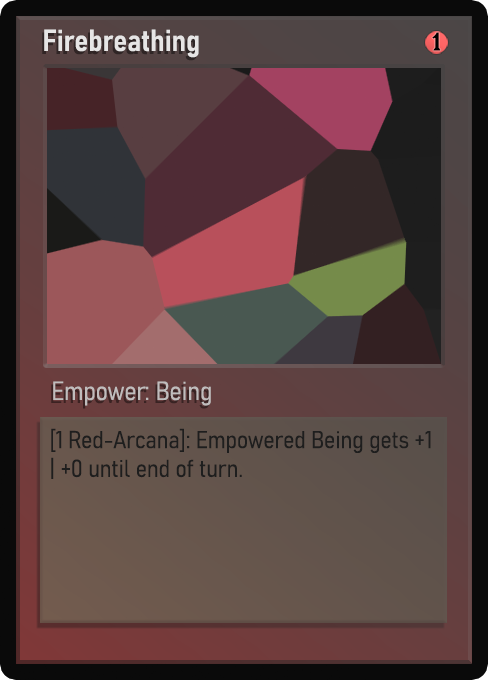 Firebreathing
1
Empower: Being
[1 Red-Arcana]: Empowered Being gets +1
| +0 until end of turn.